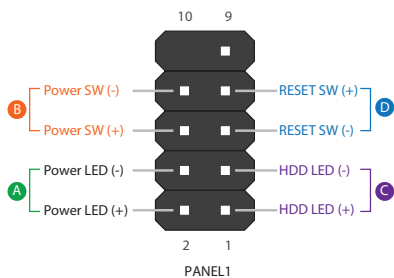 10 9
Power SW (-) RESET SW (+)
B D
Power SW (+) RESET SW (-)
Power LED (-) HDD LED (-)
A C
Power LED (+) HDD LED (+)
2 1
PANEL1